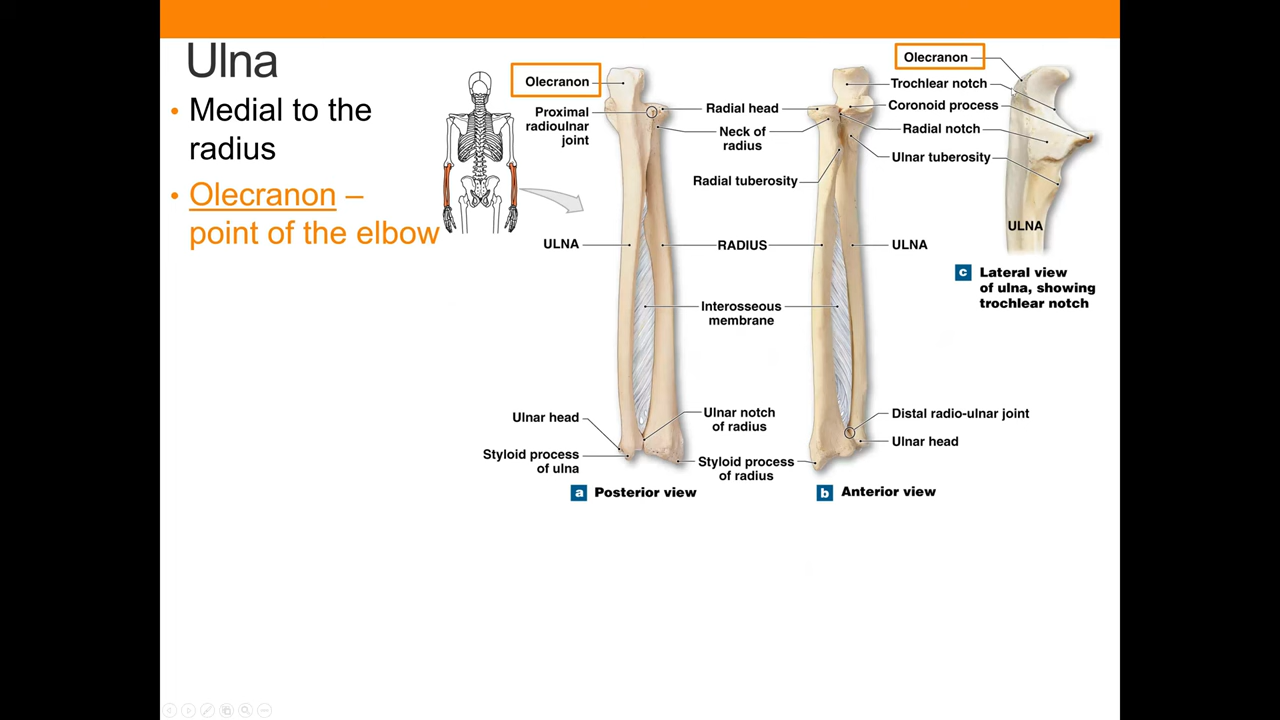 Ulna
• Medial to the
radius
• Olecranon –
point of the elbow
Olecranon
Proximal
radioulnar
joint
ULNA
Ulnar head
Styloid process
of ulna
a Posterior view
Radial head
Neck of
radius
Radial tuberosity
RADIUS
Interosseous
membrane
Ulnar notch
of radius
Styloid process
of radius
b Anterior view
Olecranon
Trochlear notch
Coronoid process
Radial notch
Ulnar tuberosity
ULNA
Distal radio-ulnar joint
Ulnar head
ULNA
c Lateral view
of ulna, showing
trochlear notch